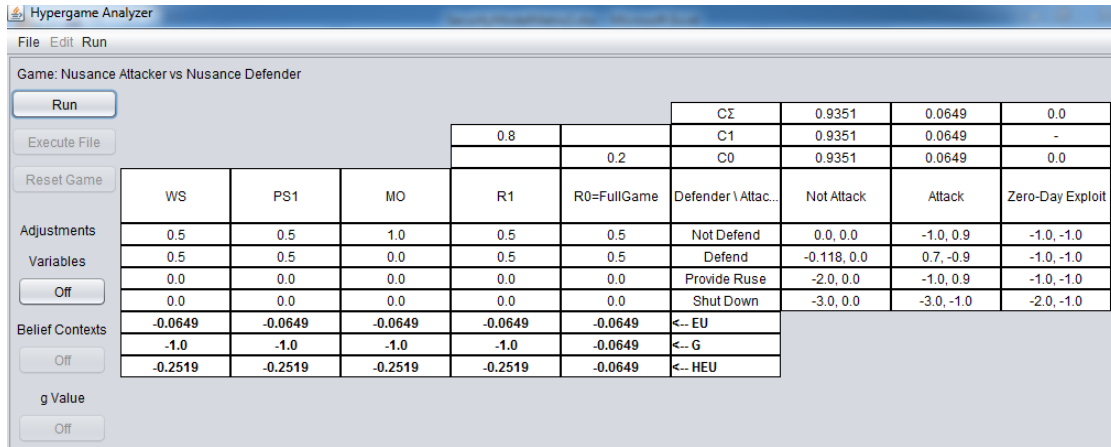 Hypergame Analyzer
File Edit Run
Game: Nusance Attacker vs Nusance Defender
Run
Execute File
Reset Game
Adjustments
Variables
Off
Belief Contexts
Off
g Value
Off
CΣ 0.9351 0.0649 0.0
0.8 C1 0.9351 0.0649 -
0.2 C0 0.9351 0.0649 0.0
WS PS1 MO R1 R0=FullGame Defender \ Attac... Not Attack Attack Zero-Day Exploit
0.5 0.5 1.0 0.5 0.5 Not Defend 0.0, 0.0 -1.0, 0.9 -1.0, -1.0
0.5 0.5 0.0 0.5 0.5 Defend -0.118, 0.0 0.7, -0.9 -1.0, -1.0
0.0 0.0 0.0 0.0 0.0 Provide Ruse -2.0, 0.0 -1.0, 0.9 -1.0, -1.0
0.0 0.0 0.0 0.0 0.0 Shut Down -3.0, 0.0 -3.0, -1.0 -2.0, -1.0
-0.0649 -0.0649 -0.0649 -0.0649 -0.0649 <-- EU
-1.0 -1.0 -1.0 -1.0 -0.0649 <-- G
-0.2519 -0.2519 -0.2519 -0.2519 -0.0649 <-- HEU